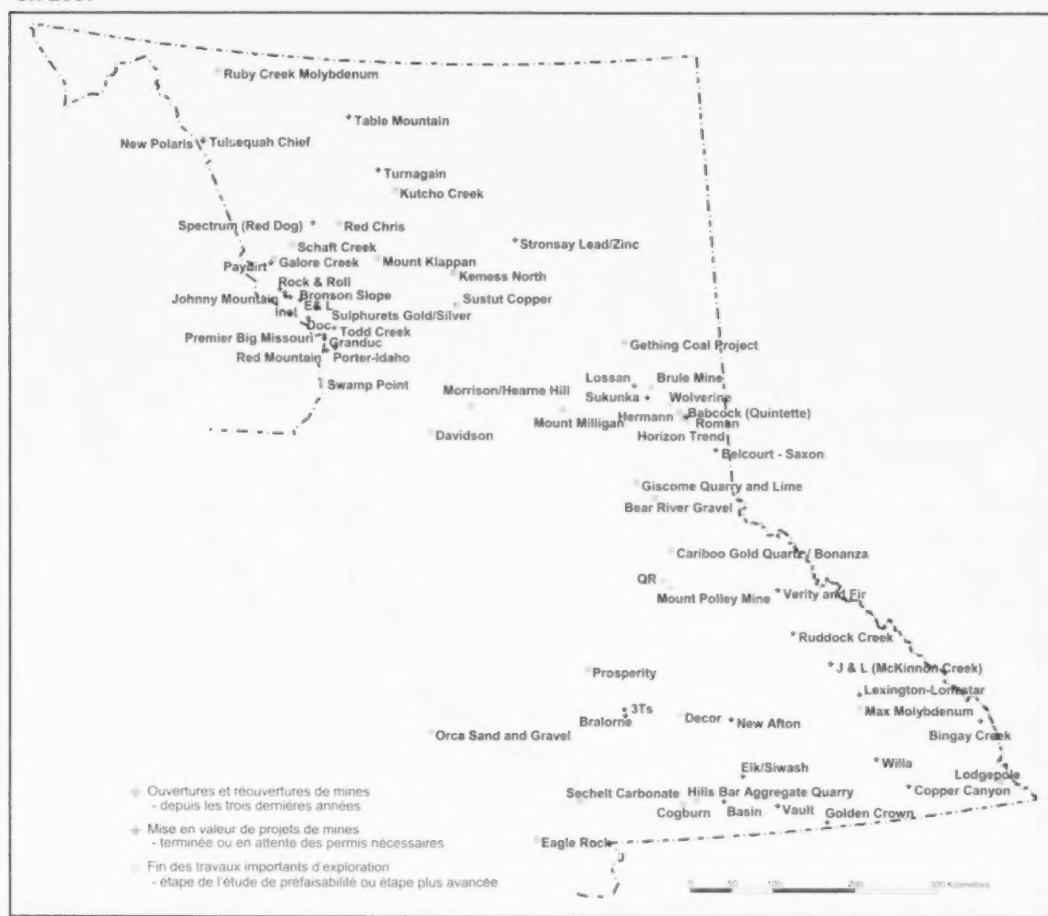 Ruby Creek Molybdenum
Table Mountain
New Polaris
Tulsequah Chief
Turnagain
Kutcho Creek
Spectrum (Red Dog)
Red Chris
Schaft Creek
Stronsay Lead/Zinc
Paydirt
Galore Creek
Mount Klappan
Kemess North
Rock & Roll
Johnny Mountain
Bronson Slope
Inel
E& L
Sustut Copper
Sulphurets Gold/Silver
Doc
Todd Creek
Premier Big Missouri
Granduc
Red Mountain
Porter-Idaho
Gething Coal Project
Swamp Point
Morrison/Hearne Hill
Lossan
Brule Mine
Sukunka
Wolverine
Mount Milligan
Hermann
Babcock (Quintette)
Roman
Davidson
Horizon Trend
Belcourt - Saxon
Giscome Quarry and Lime
Bear River Gravel
Cariboo Gold Quartz/ Bonanza
QR
Mount Polley Mine
Verity and Fir
Ruddock Creek
Prosperity
J & L (McKinnon Creek)
Lexington-Lonestar
3Ts
Bralorne
Decor
New Afton
Max Molybdenum
Orca Sand and Gravel
Bingay Creek
Elk/Siwash
Willa
Lodgepole
Sechelt Carbonate
Hills Bar Aggregate Quarry
Copper Canyon
Cogburn
Basin
Vault
Golden Crown
Eagle Rock
Ouvertures et réouvertures de mines
- depuis les trois dernières années
Mise en valeur de projets de mines
- terminée ou en attente des permis nécessaires
Fin des travaux importants d'exploration
- étape de l'étude de préfaisabilité ou étape plus avancée
0 50 100 200 300 Kilomètres